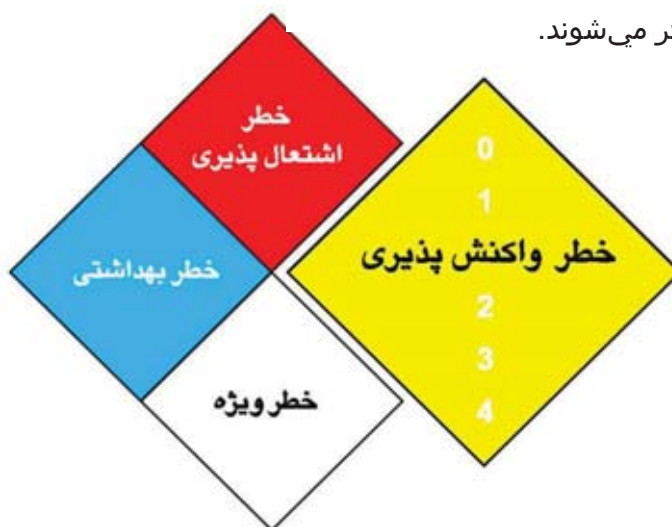 می‌شوند.
خطر
اشتعال پذیری
خطر بهداشتی
خطر ویژه
0
1
خطر واکنش پذیری
2
3
4